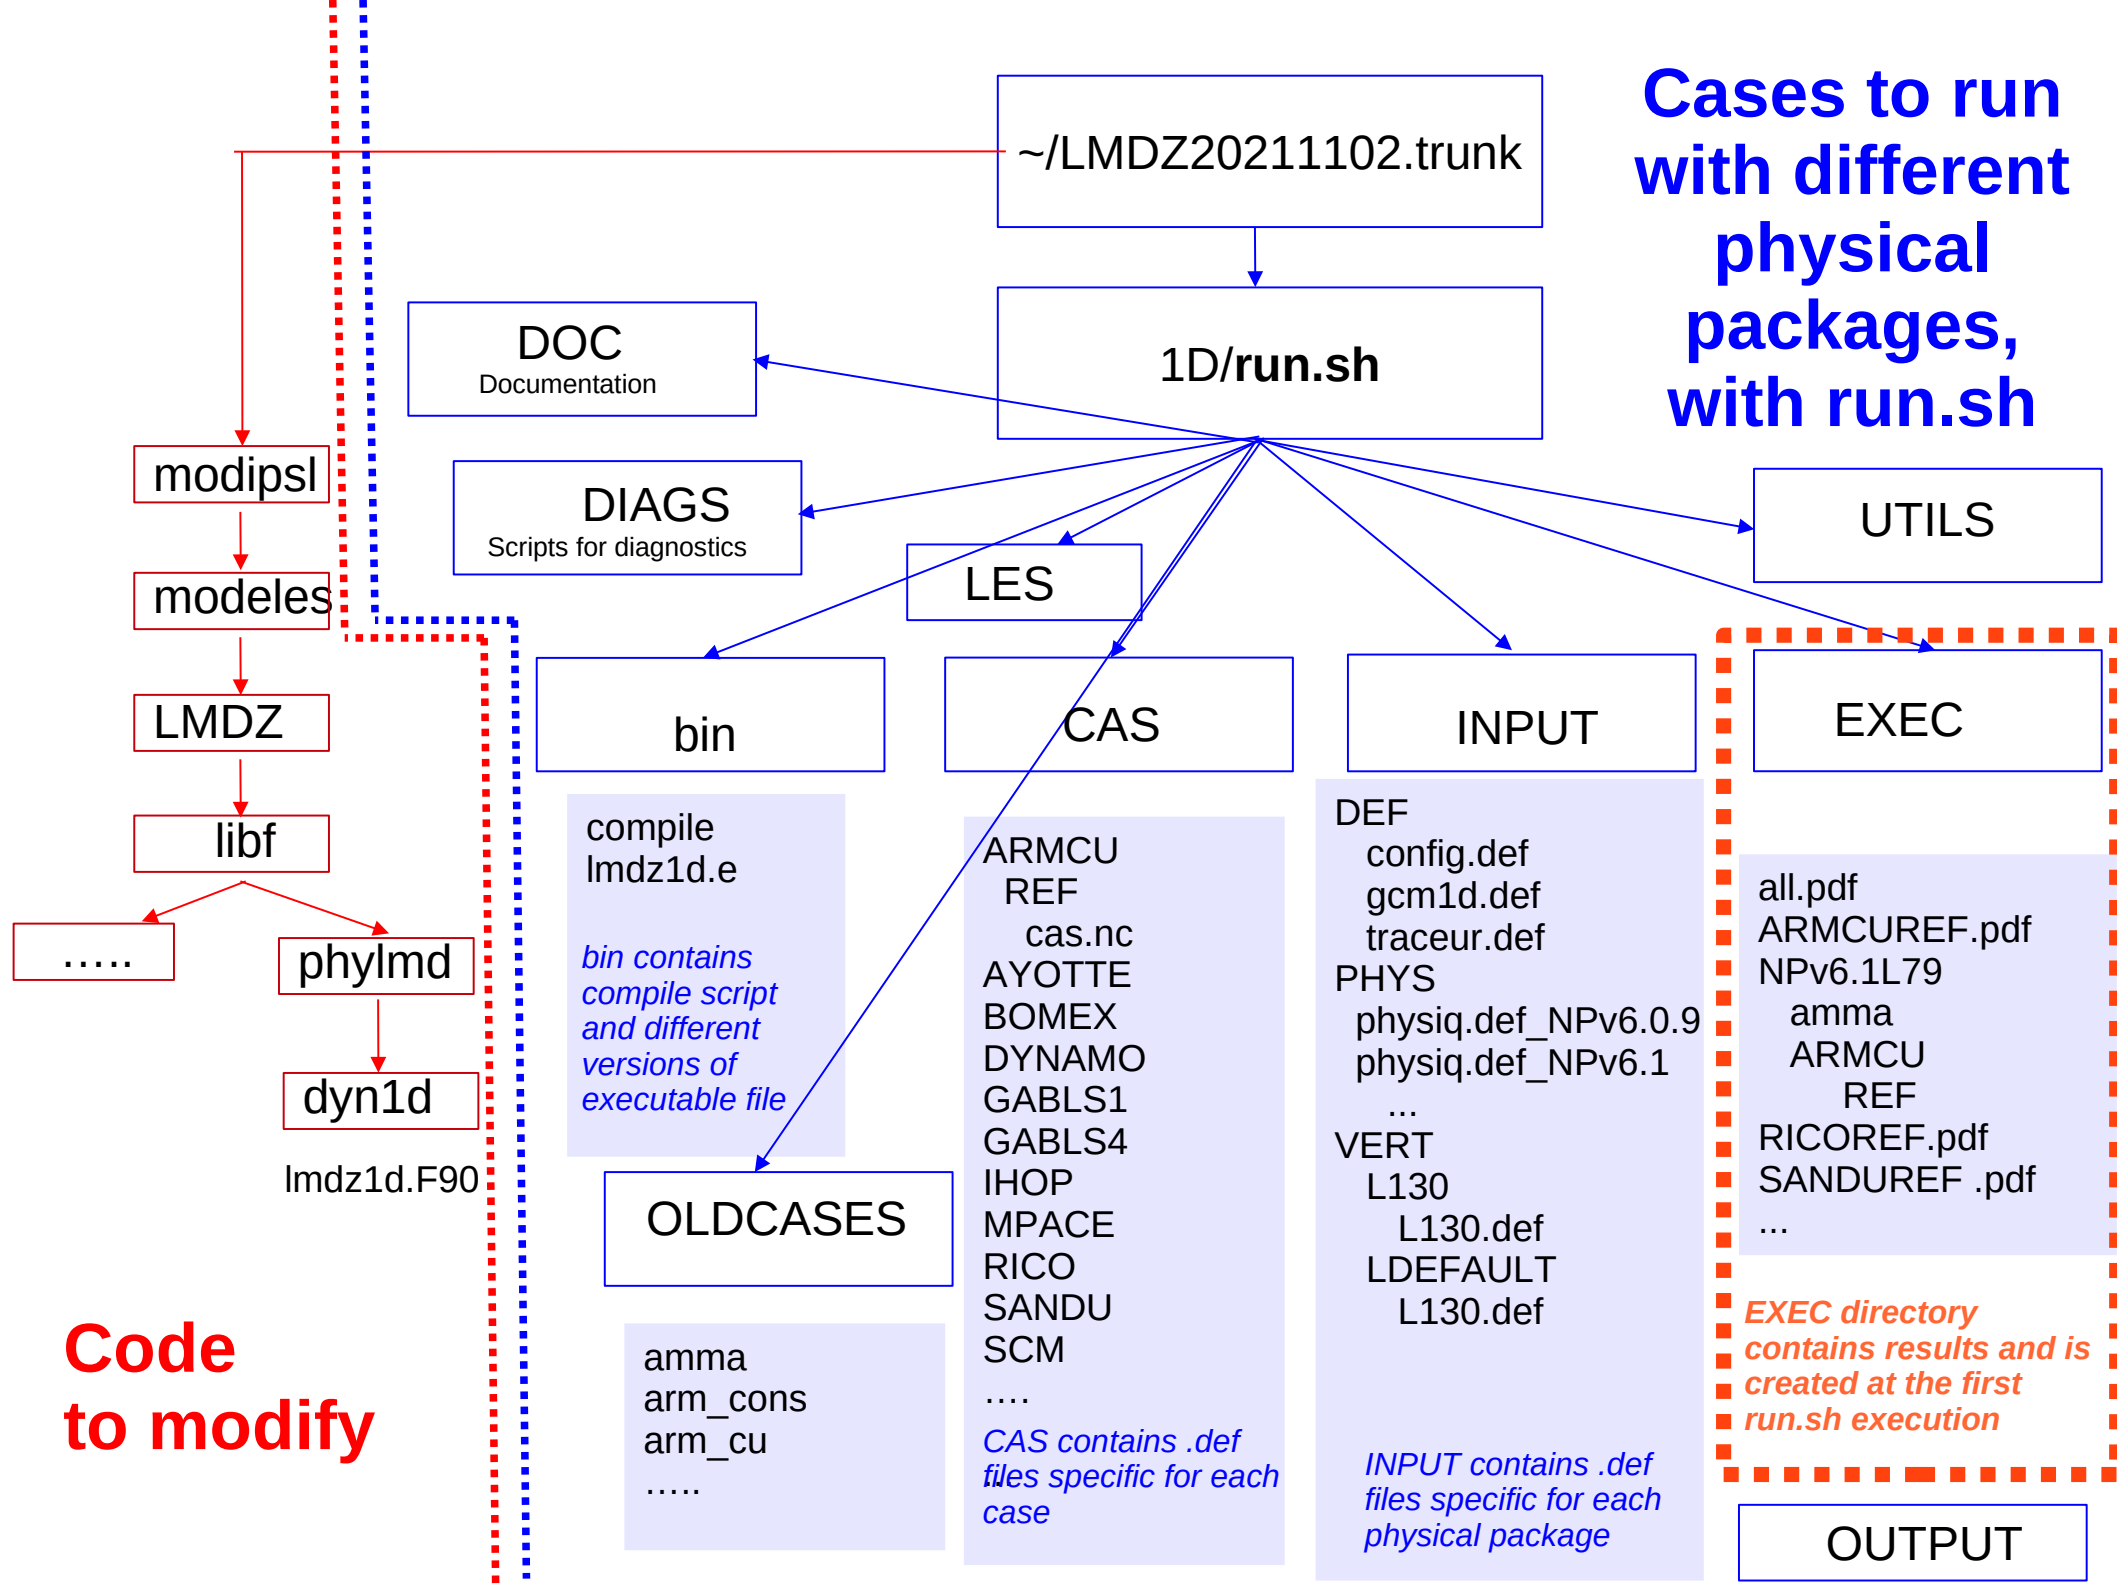 Cases to run
with different
physical
packages,
with run.sh
~/LMDZ20211102.trunk
1D/run.sh
DOC
Documentation
DIAGS
Scripts for diagnostics
LES
UTILS
modipsl
modeles
LMDZ
libf
…..
phylmd
dyn1d
lmdz1d.F90
Code
to modify
bin
compile
lmdz1d.e
bin contains
compile script
and different
versions of
executable file
OLDCASES
amma
arm_cons
arm_cu
…..
CAS
ARMCU
REF
cas.nc
AYOTTE
BOMEX
DYNAMO
GABLS1
GABLS4
IHOP
MPACE
RICO
SANDU
SCM
….
...
CAS contains .def
files specific for each
case
INPUT
DEF
config.def
gcm1d.def
traceur.def
PHYS
physiq.def_NPv6.0.9
physiq.def_NPv6.1
...
VERT
L130
L130.def
LDEFAULT
L130.def
INPUT contains .def
files specific for each
physical package
EXEC
all.pdf
ARMCUREF.pdf
NPv6.1L79
amma
ARMCU
REF
RICOREF.pdf
SANDUREF .pdf
...
EXEC directory
contains results and is
created at the first
run.sh execution
OUTPUT